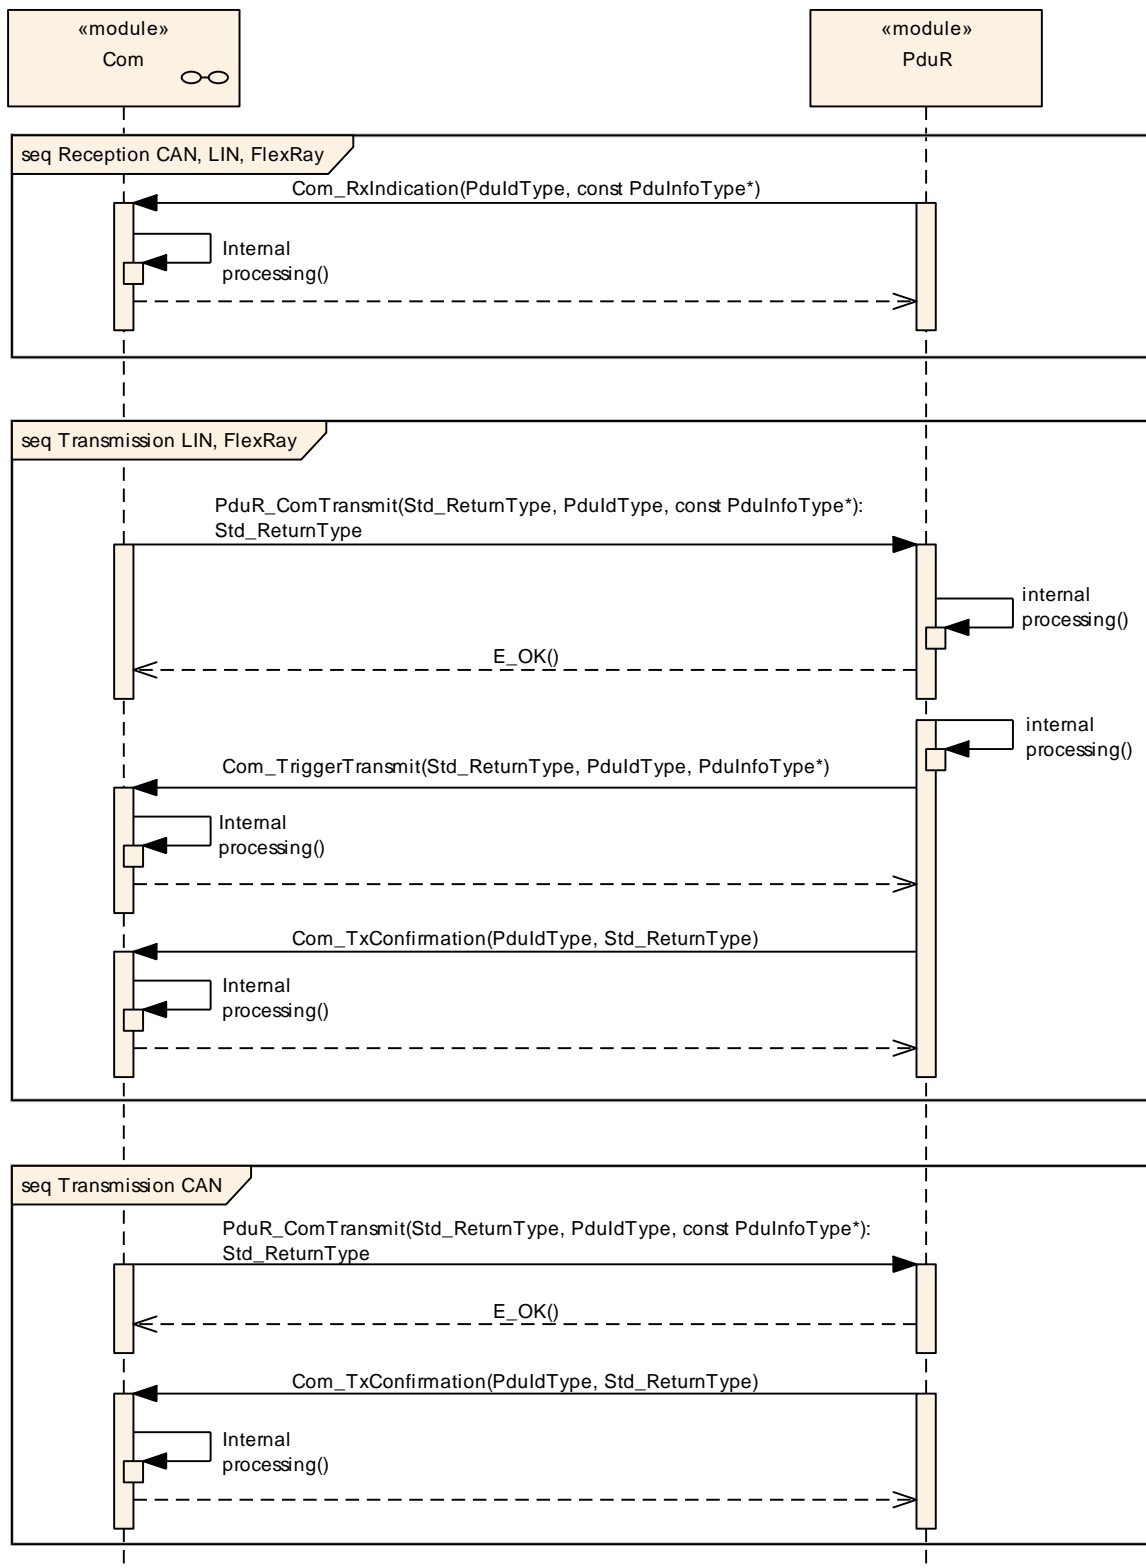 «module»
Com
«module»
PduR
seq Reception CAN, LIN, FlexRay
Com_RxIndication(PduIdType, const PduInfoType*)
Internal
processing()
seq Transmission LIN, FlexRay
PduR_ComTransmit(Std_ReturnType, PduIdType, const PduInfoType*):
Std_ReturnType
internal
processing()
E_OK()
internal
processing()
Com_TriggerTransmit(Std_ReturnType, PduIdType, PduInfoType*)
Internal
processing()
Com_TxConfirmation(PduIdType, Std_ReturnType)
Internal
processing()
seq Transmission CAN
PduR_ComTransmit(Std_ReturnType, PduIdType, const PduInfoType*):
Std_ReturnType
E_OK()
Com_TxConfirmation(PduIdType, Std_ReturnType)
Internal
processing()